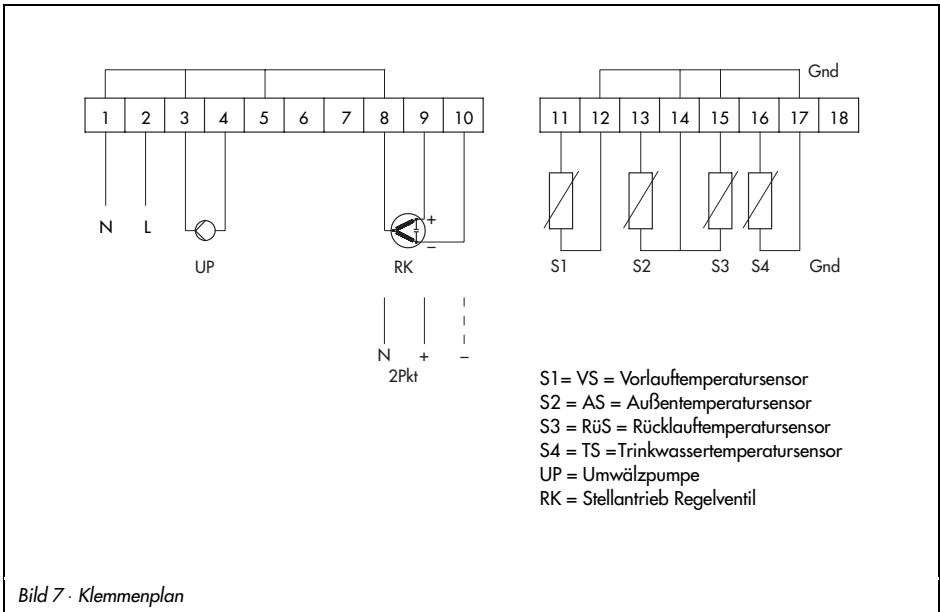 Gnd
1 2 3 4 5 6 7 8 9 10 11 12 13 14 15 16 17 18
N L + –
UP RK S1 S2 S3 S4 Gnd
N + –
2Pkt
S1= VS = Vorlauftemperatursensor
S2 = AS = Außentemperatursensor
S3 = RüS = Rücklauftemperatursensor
S4 = TS =Trinkwassertemperatursensor
UP = Umwälzpumpe
RK = Stellantrieb Regelventil
Bild 7 · Klemmenplan